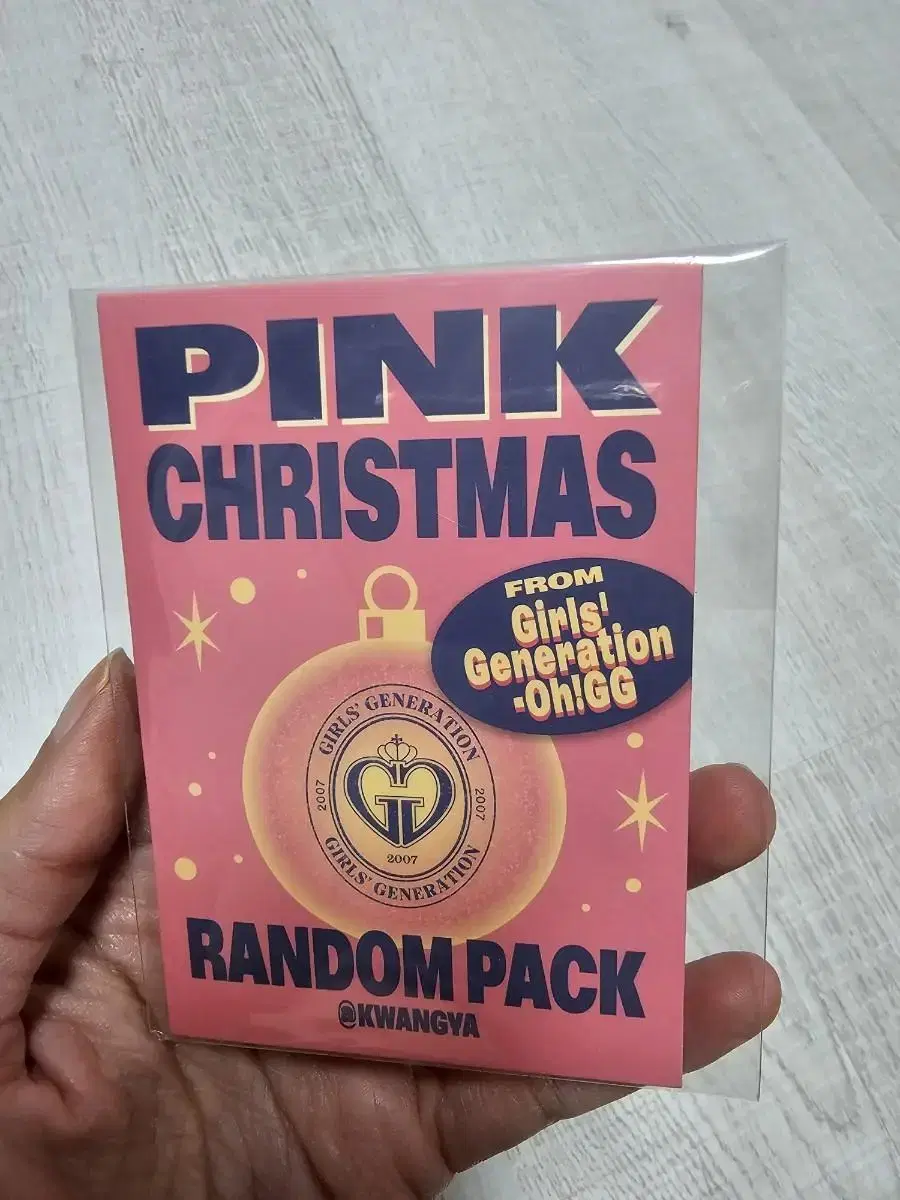 PINK
CHRISTMAS
FROM
Girls'
Generation
-Oh!GG
GIRLS' GENERATION
2007
2007
2007
GIRLS' GENERATION
RANDOM PACK
@KWANGYA